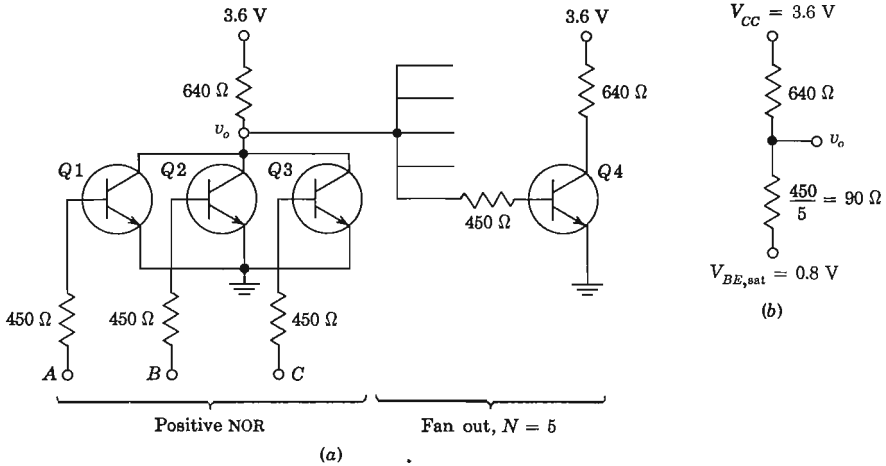 3.6 V
640 Ω
v_o
Q1
Q2
Q3
450 Ω
450 Ω
450 Ω
A
B
C
Positive NOR
3.6 V
640 Ω
Q4
450 Ω
Fan out, N = 5
(a)
V_CC = 3.6 V
640 Ω
v_o
450/5 = 90 Ω
V_BE,sat = 0.8 V
(b)